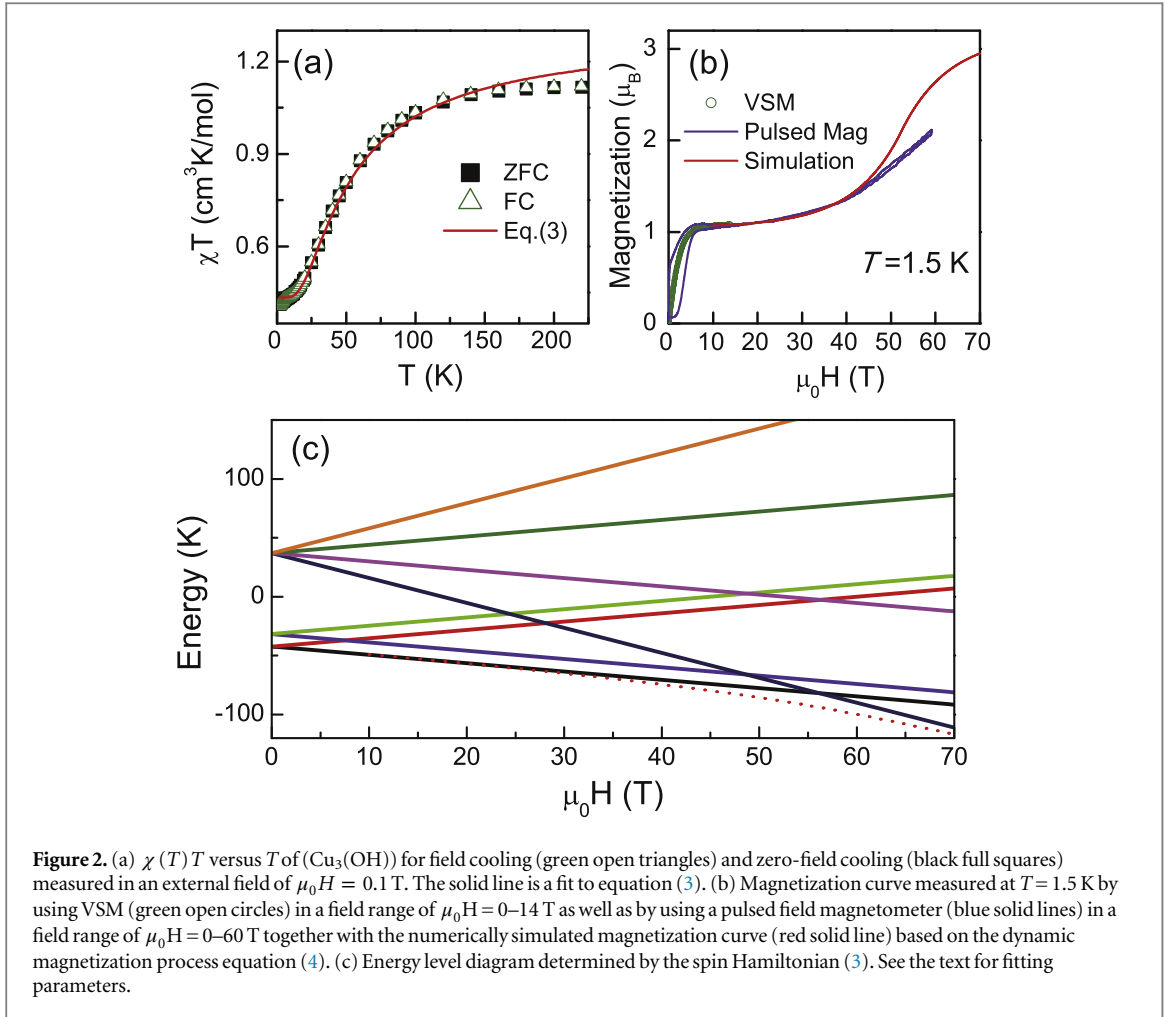 (a)
1.2
0.9
0.6
χT (cm³K/mol)
ZFC
FC
Eq.(3)
0 50 100 150 200
T (K)
(b)
3
2
1
0
Magnetization (μB)
VSM
Pulsed Mag
Simulation
T=1.5 K
0 10 20 30 40 50 60 70
μ₀H (T)
(c)
100
0
-100
Energy (K)
0 10 20 30 40 50 60 70
μ₀H (T)
Figure 2. (a) χ (T) T versus T of (Cu₃(OH)) for field cooling (green open triangles) and zero-field cooling (black full squares)
measured in an external field of μ₀H = 0.1 T. The solid line is a fit to equation (3). (b) Magnetization curve measured at T = 1.5 K by
using VSM (green open circles) in a field range of μ₀H = 0–14 T as well as by using a pulsed field magnetometer (blue solid lines) in a
field range of μ₀H = 0–60 T together with the numerically simulated magnetization curve (red solid line) based on the dynamic
magnetization process equation (4). (c) Energy level diagram determined by the spin Hamiltonian (3). See the text for fitting
parameters.